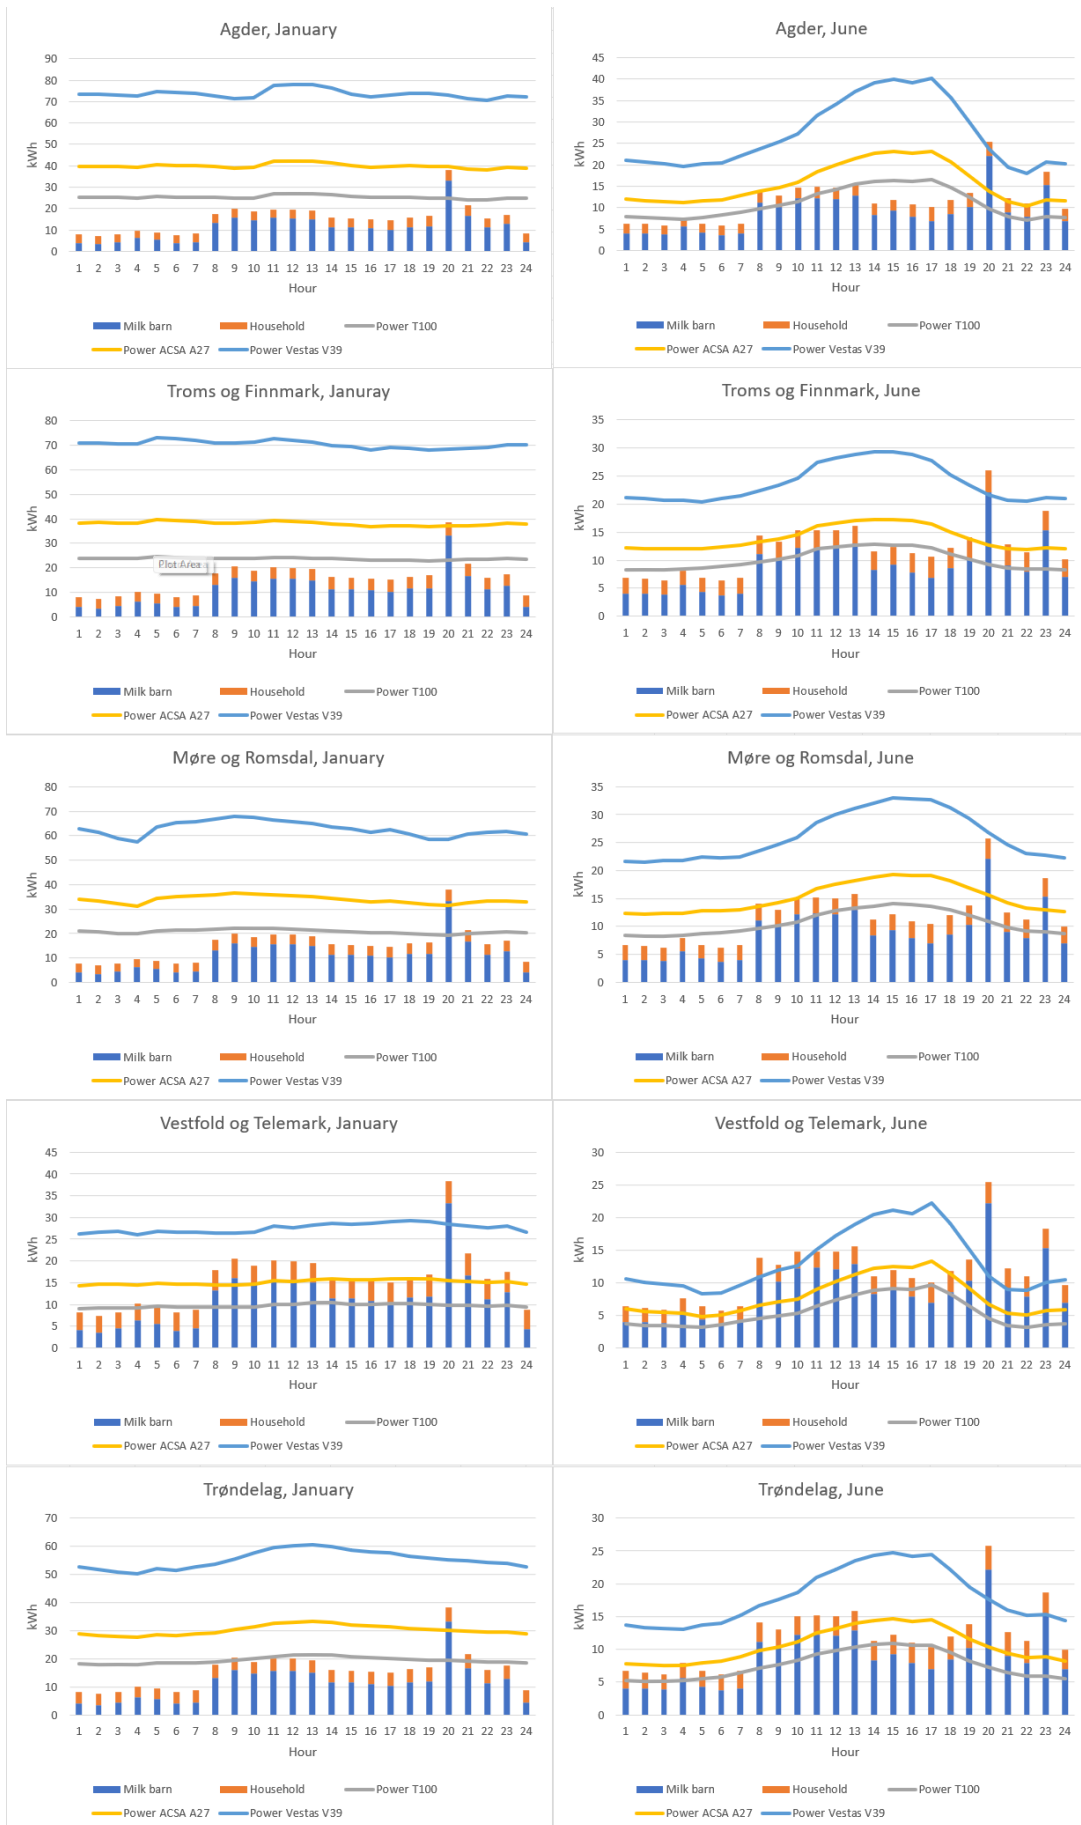 Agder, January
90
80
70
60
50
40
30
20
10
0
kWh
1 2 3 4 5 6 7 8 9 10 11 12 13 14 15 16 17 18 19 20 21 22 23 24
Hour
Milk barn Household Power T100
Power ACSA A27 Power Vestas V39
Agder, June
45
40
35
30
25
20
15
10
5
0
kWh
1 2 3 4 5 6 7 8 9 10 11 12 13 14 15 16 17 18 19 20 21 22 23 24
Hour
Milk barn Household Power T100
Power ACSA A27 Power Vestas V39
Troms og Finnmark, Januray
80
70
60
50
40
30
20
10
0
kWh
Plot Area
1 2 3 4 5 6 7 8 9 10 11 12 13 14 15 16 17 18 19 20 21 22 23 24
Hour
Milk barn Household Power T100
Power ACSA A27 Power Vestas V39
Troms og Finnmark, June
35
30
25
20
15
10
5
0
kWh
1 2 3 4 5 6 7 8 9 10 11 12 13 14 15 16 17 18 19 20 21 22 23 24
Hour
Milk barn Household Power T100
Power ACSA A27 Power Vestas V39
Møre og Romsdal, January
80
70
60
50
40
30
20
10
0
kWh
1 2 3 4 5 6 7 8 9 10 11 12 13 14 15 16 17 18 19 20 21 22 23 24
Hour
Milk barn Household Power T100
Power ACSA A27 Power Vestas V39
Møre og Romsdal, June
35
30
25
20
15
10
5
0
kWh
1 2 3 4 5 6 7 8 9 10 11 12 13 14 15 16 17 18 19 20 21 22 23 24
Hour
Milk barn Household Power T100
Power ACSA A27 Power Vestas V39
Vestfold og Telemark, January
45
40
35
30
25
20
15
10
5
0
kWh
1 2 3 4 5 6 7 8 9 10 11 12 13 14 15 16 17 18 19 20 21 22 23 24
Hour
Milk barn Household Power T100
Power ACSA A27 Power Vestas V39
Vestfold og Telemark, June
30
25
20
15
10
5
0
kWh
1 2 3 4 5 6 7 8 9 10 11 12 13 14 15 16 17 18 19 20 21 22 23 24
Hour
Milk barn Household Power T100
Power ACSA A27 Power Vestas V39
Trøndelag, January
70
60
50
40
30
20
10
0
kWh
1 2 3 4 5 6 7 8 9 10 11 12 13 14 15 16 17 18 19 20 21 22 23 24
Hour
Milk barn Household Power T100
Power ACSA A27 Power Vestas V39
Trøndelag, June
30
25
20
15
10
5
0
kWh
1 2 3 4 5 6 7 8 9 10 11 12 13 14 15 16 17 18 19 20 21 22 23 24
Hour
Milk barn Household Power T100
Power ACSA A27 Power Vestas V39